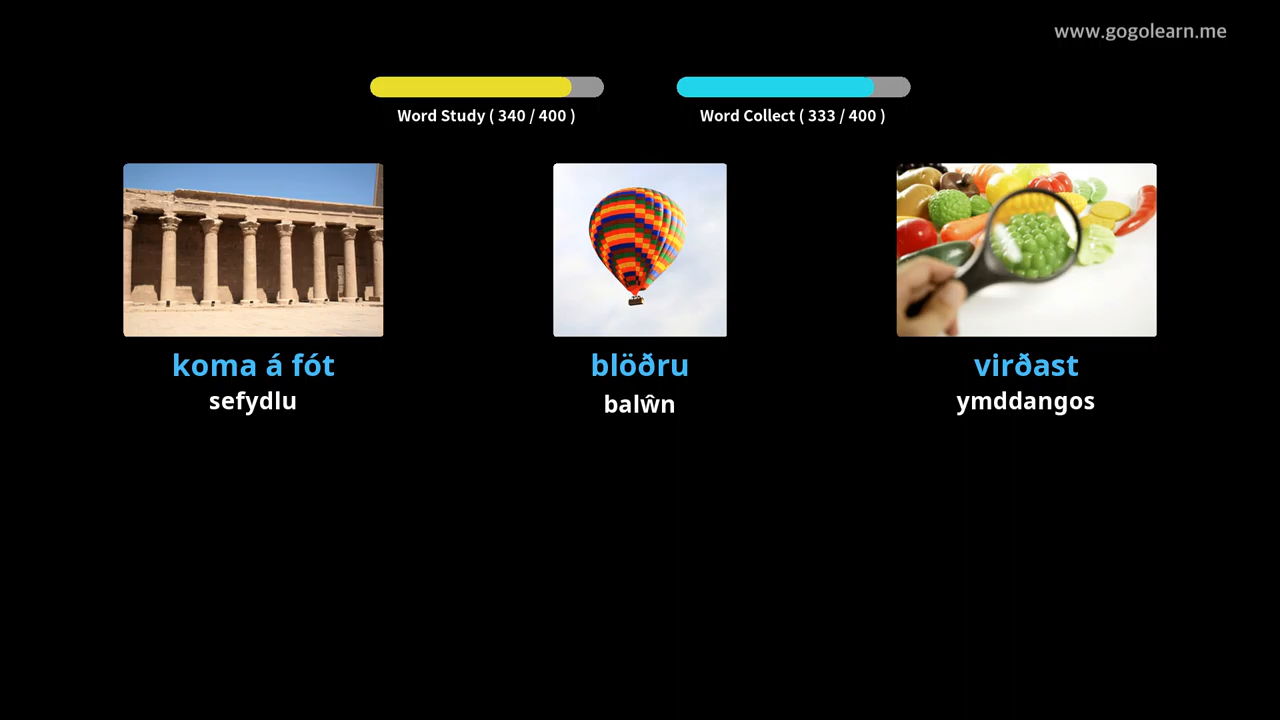 www.gogolearn.me
Word Study ( 340 / 400 )
Word Collect ( 333 / 400 )
koma á fót
sefydlu
blöðru
balŵn
virðast
ymddangos